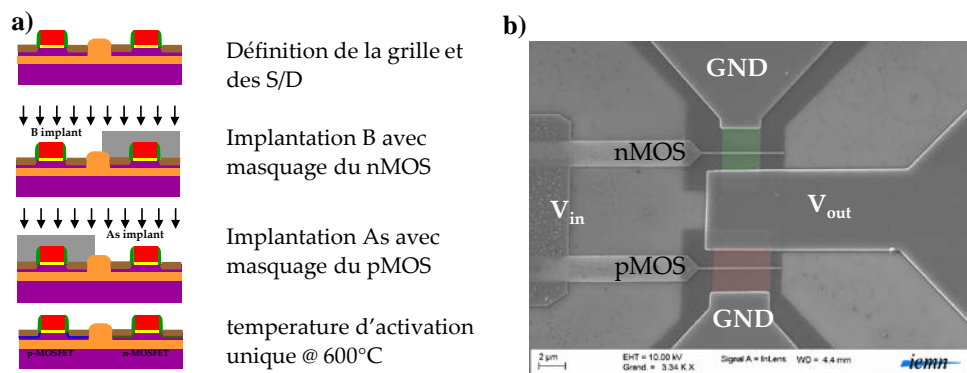 a)
Définition de la grille et
des S/D
B implant
Implantation B avec
masquage du nMOS
As implant
Implantation As avec
masquage du pMOS
p-MOSFET
n-MOSFET
temperature d'activation
unique @ 600°C
b)
GND
nMOS
Vin
Vout
pMOS
GND
2 µm
EHT = 10.00 kV
Signal A = InLens
WD = 4.4 mm
Grand. = 3.34 K X
iemn